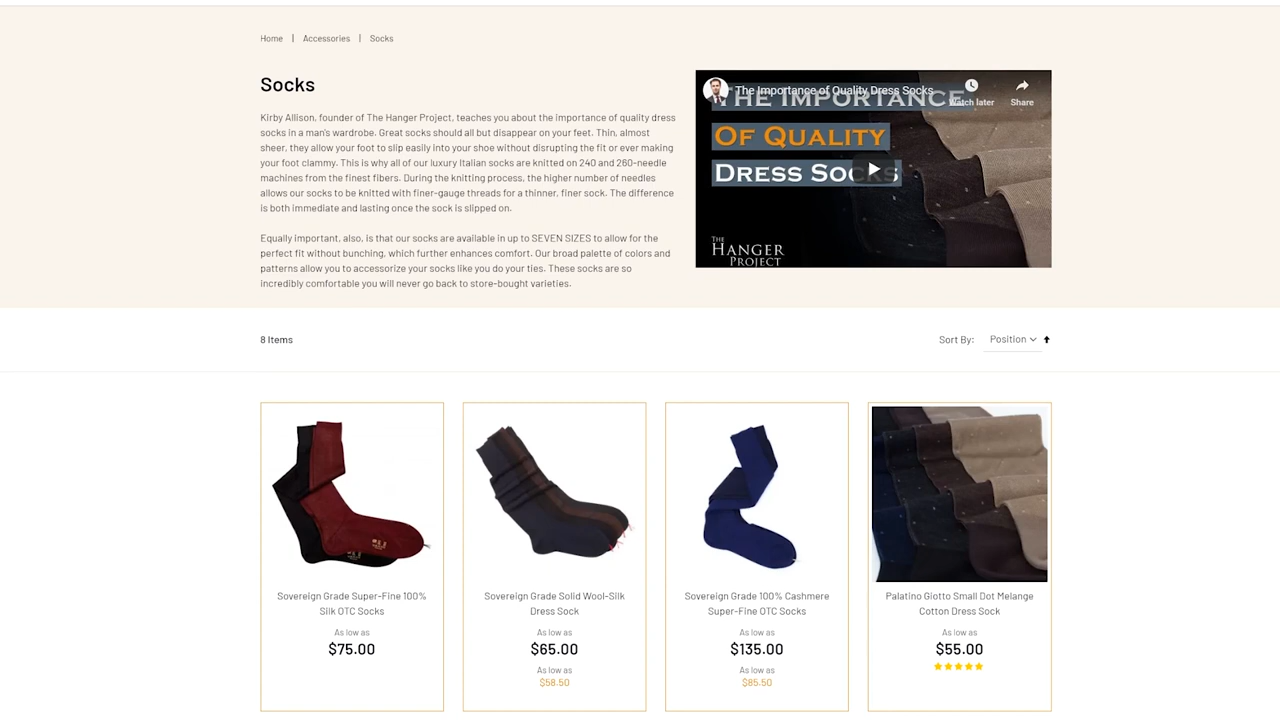 Home | Accessories | Socks
Socks
Kirby Allison, founder of The Hanger Project, teaches you about the importance of quality dress
socks in a man's wardrobe. Great socks should all but disappear on your feet. Thin, almost
sheer, they allow your foot to slip easily into your shoe without disrupting the fit or ever making
your foot clammy. This is why all of our luxury Italian socks are knitted on 240 and 260-needle
machines from the finest fibers. During the knitting process, the higher number of needles
allows our socks to be knitted with finer-gauge threads for a thinner, finer sock. The difference
is both immediate and lasting once the sock is slipped on.
Equally important, also, is that our socks are available in up to SEVEN SIZES to allow for the
perfect fit without bunching, which further enhances comfort. Our broad palette of colors and
patterns allow you to accessorize your socks like you do your ties. These socks are so
incredibly comfortable you will never go back to store-bought varieties.
The Importance of Quality Dress Socks
Watch later
Share
THE IMPORTANCE
OF QUALITY
DRESS SOCKS
THE
HANGER
PROJECT
8 Items
Sort By: Position
Sovereign Grade Super-Fine 100%
Silk OTC Socks
As low as
$75.00
Sovereign Grade Solid Wool-Silk
Dress Sock
As low as
$65.00
As low as
$58.50
Sovereign Grade 100% Cashmere
Super-Fine OTC Socks
As low as
$135.00
As low as
$85.50
Palatino Giotto Small Dot Melange
Cotton Dress Sock
As low as
$55.00